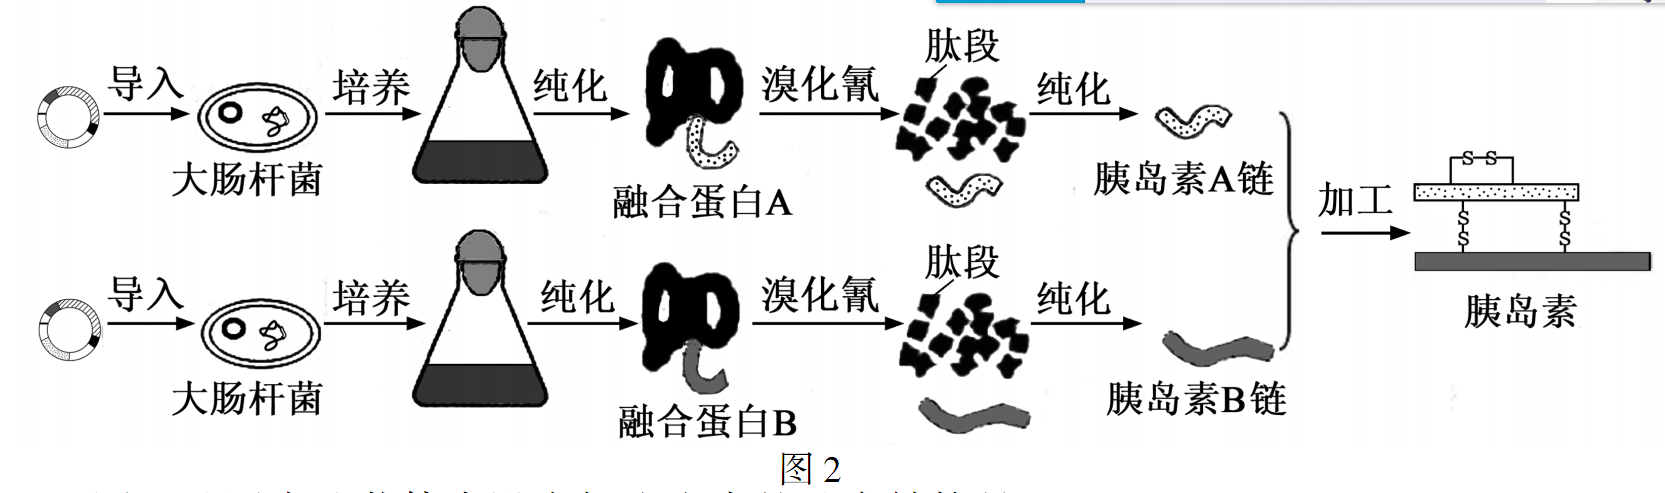 导入
大肠杆菌
培养
纯化
融合蛋白A
溴化氰
肽段
纯化
胰岛素A链
导入
大肠杆菌
培养
纯化
融合蛋白B
溴化氰
肽段
纯化
胰岛素B链
加工
S S
S S
S S
胰岛素
图 2